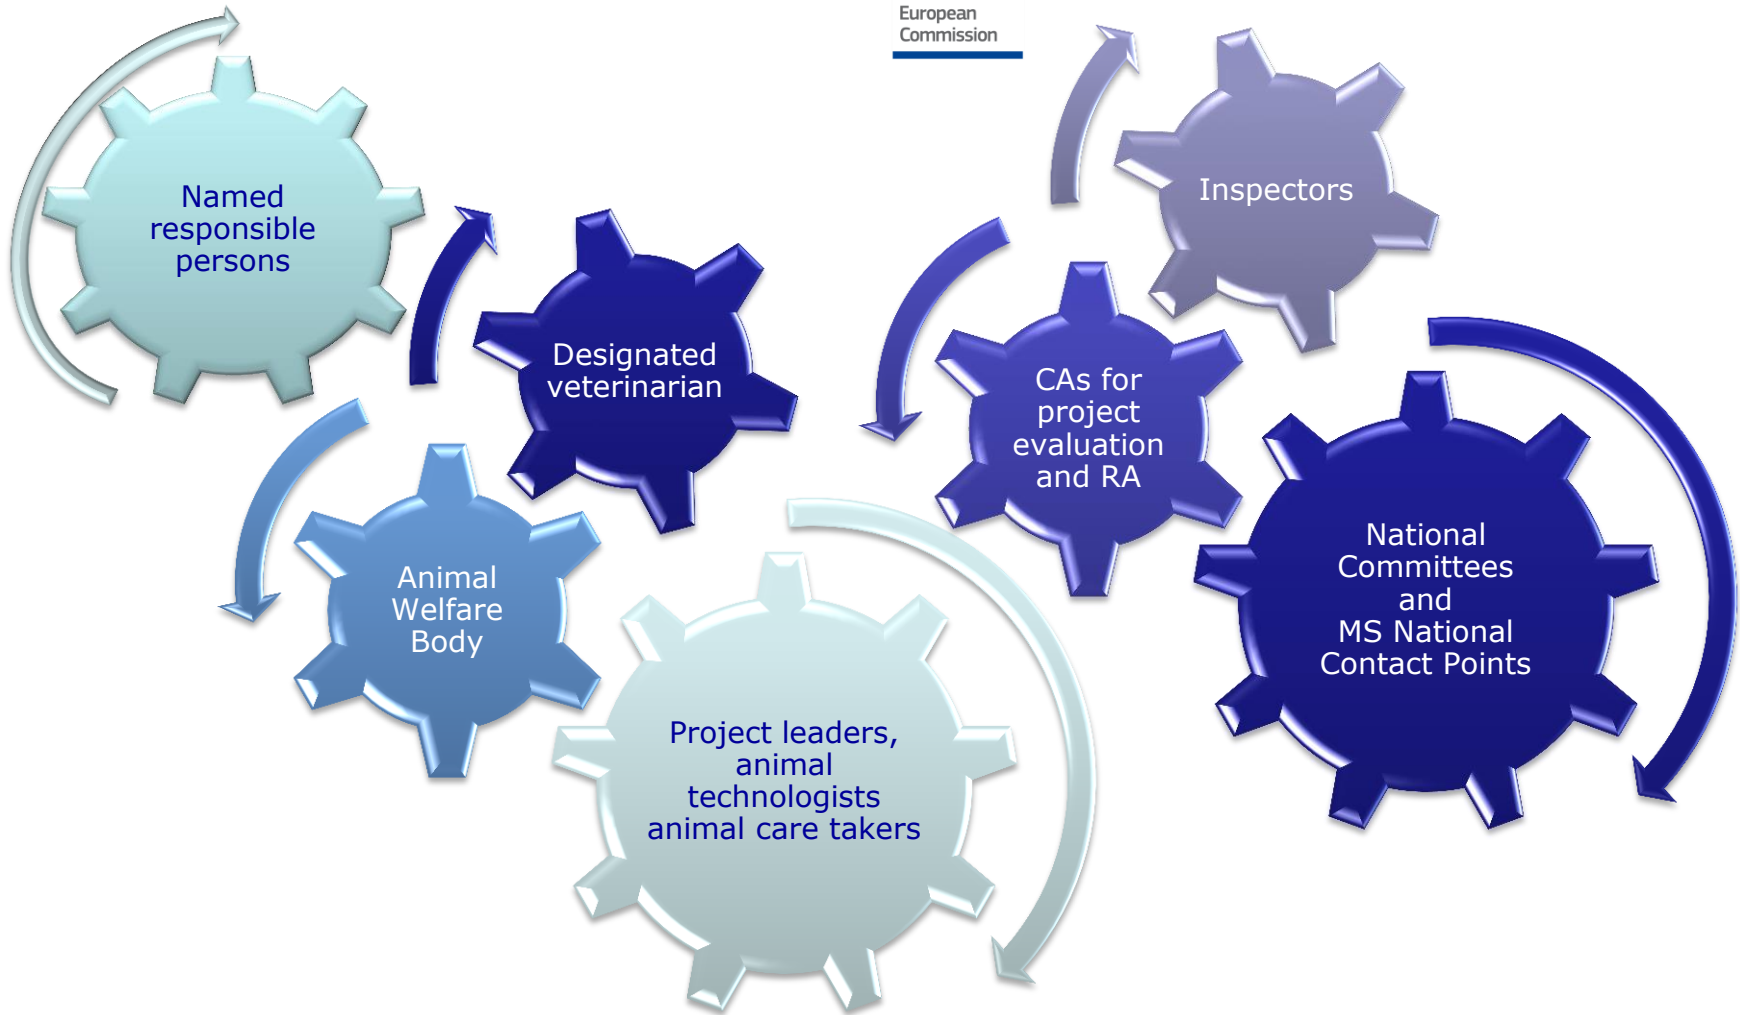 European
Commission
Named
responsible
persons
Designated
veterinarian
Animal
Welfare
Body
Project leaders,
animal
technologists
animal care takers
Inspectors
CAs for
project
evaluation
and RA
National
Committees
and
MS National
Contact Points